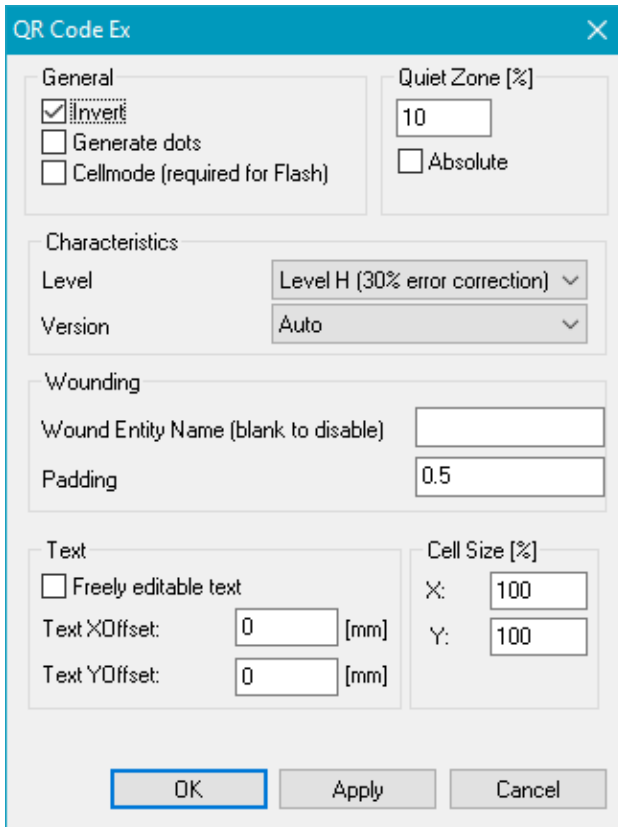 QR Code Ex
General
Invert
Generate dots
Cellmode (required for Flash)
Quiet Zone [%]
10
Absolute
Characteristics
Level Level H (30% error correction)
Version Auto
Wounding
Wound Entity Name (blank to disable)
Padding 0.5
Text
Freely editable text
Text XOffset: 0 [mm]
Text YOffset: 0 [mm]
Cell Size [%]
X: 100
Y: 100
OK Apply Cancel